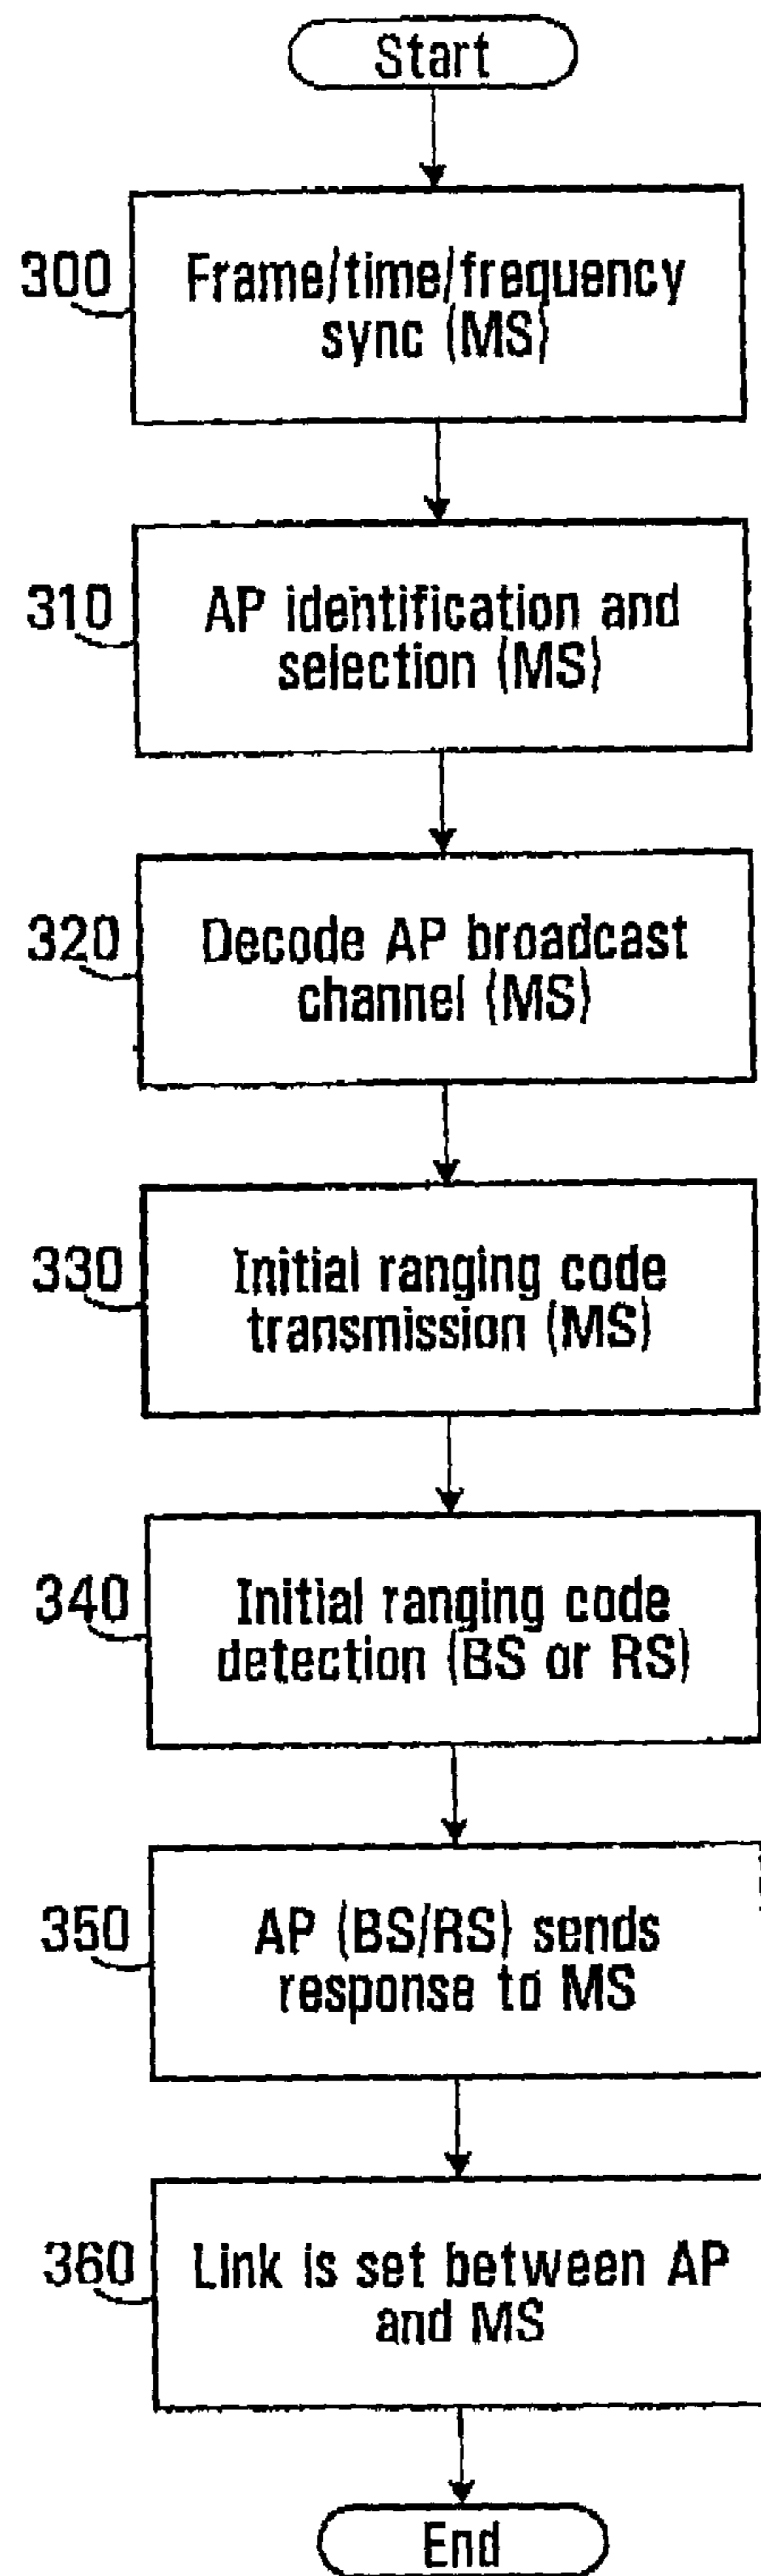 Start
300
Frame/time/frequency
sync (MS)
310
AP identification and
selection (MS)
320
Decode AP broadcast
channel (MS)
330
Initial ranging code
transmission (MS)
340
Initial ranging code
detection (BS or RS)
350
AP (BS/RS) sends
response to MS
360
Link is set between AP
and MS
End